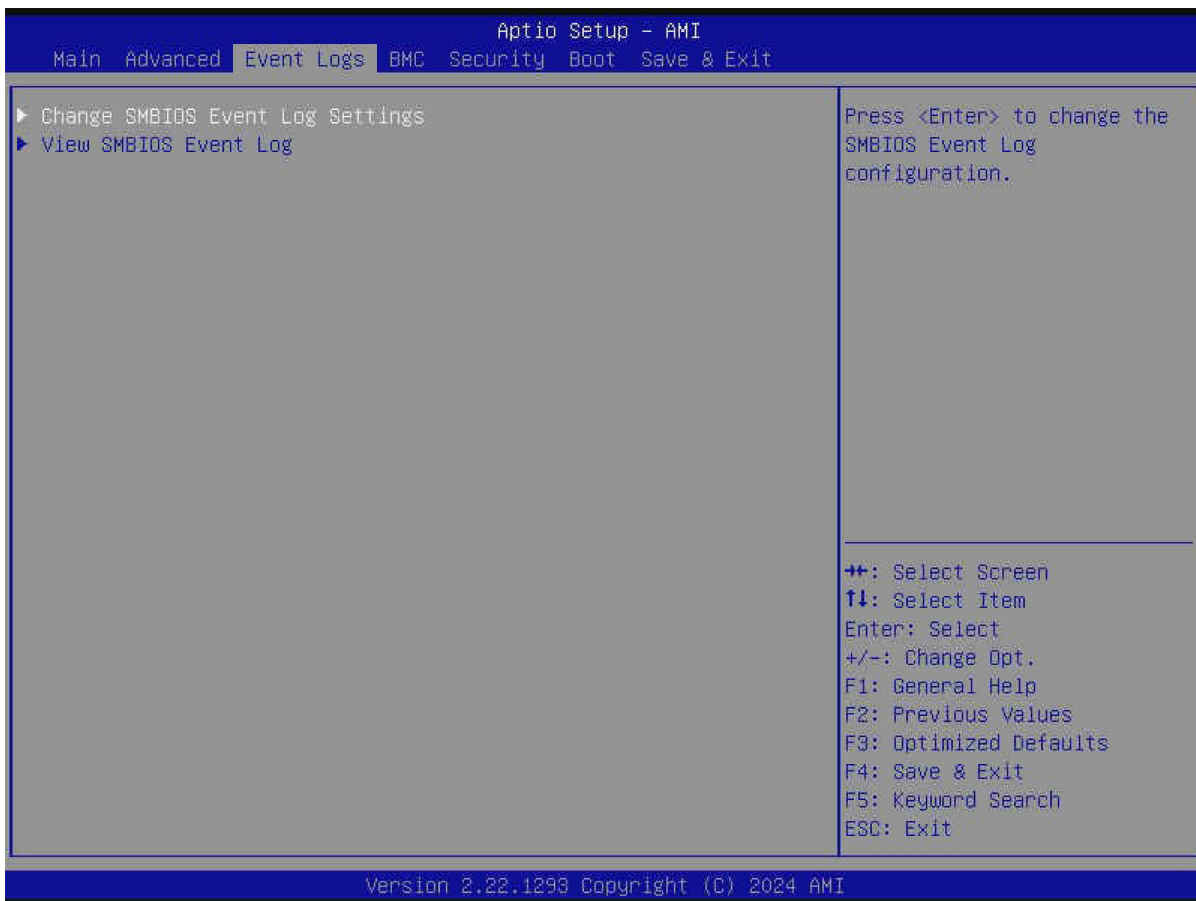 Aptio Setup – AMI
Main Advanced Event Logs BMC Security Boot Save & Exit
▶ Change SMBIOS Event Log Settings
▶ View SMBIOS Event Log
Press <Enter> to change the
SMBIOS Event Log
configuration.
→←: Select Screen
↑↓: Select Item
Enter: Select
+/-: Change Opt.
F1: General Help
F2: Previous Values
F3: Optimized Defaults
F4: Save & Exit
F5: Keyword Search
ESC: Exit
Version 2.22.1293 Copyright (C) 2024 AMI